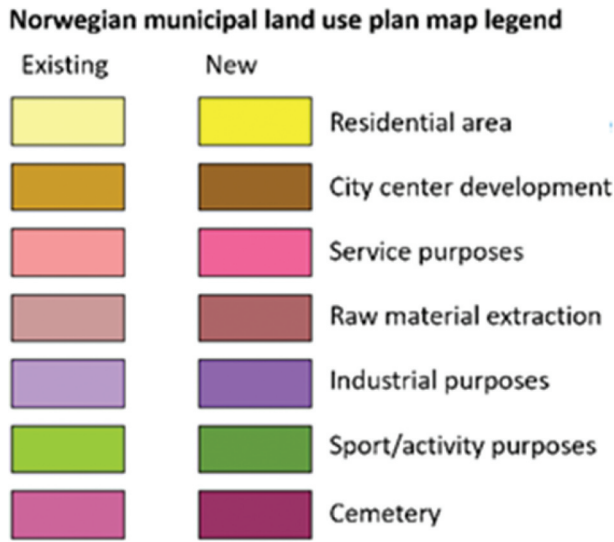 Norwegian municipal land use plan map legend
Existing New
Residential area
City center development
Service purposes
Raw material extraction
Industrial purposes
Sport/activity purposes
Cemetery